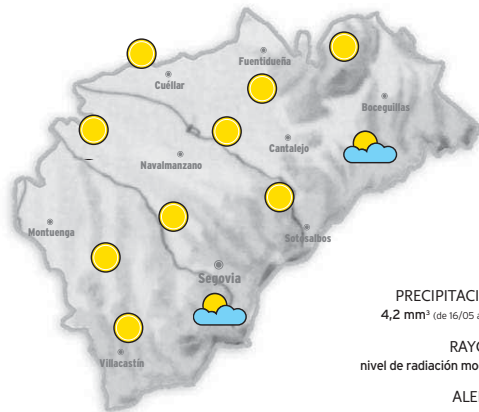 Fuentidueña
Cuéllar
Boceguillas
Cantalejo
Navalmanzano
Montuenga
Sotosalbos
Segovia
Villacastín
PRECIPITACI
4,2 mm³ (de 16/05 a
RAYO
nivel de radiación mo
ALE